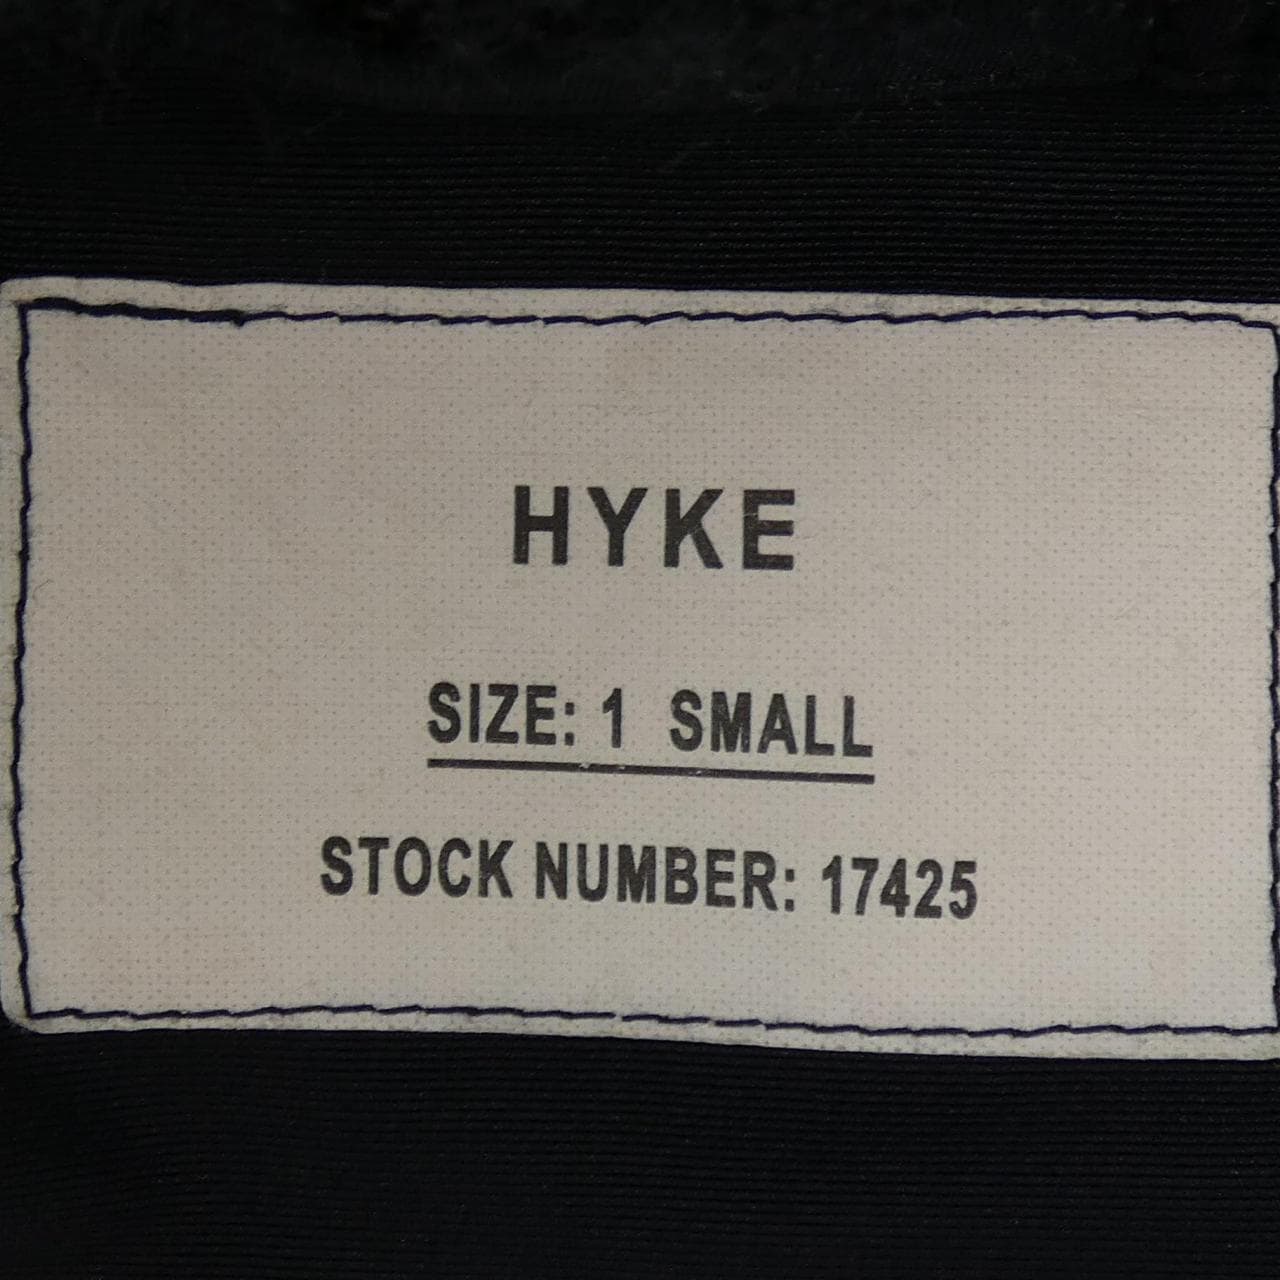 HYKE
SIZE: 1 SMALL
STOCK NUMBER: 17425